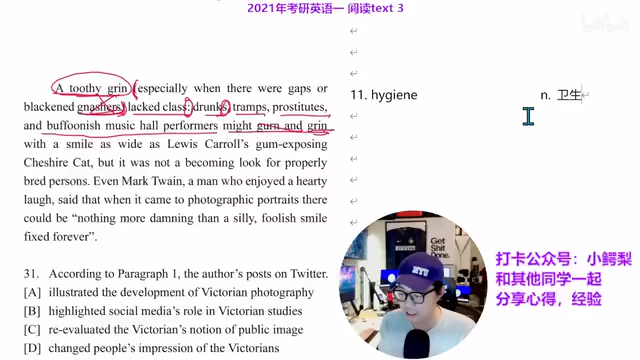 2021年考研英语一 阅读text 3
bilibili
A toothy grin (especially when there were gaps or
blackened gnashers) lacked class: drunks, tramps, prostitutes,
and buffoonish music hall performers might gurn and grin
with a smile as wide as Lewis Carroll's gum-exposing
Cheshire Cat, but it was not a becoming look for properly
bred persons. Even Mark Twain, a man who enjoyed a hearty
laugh, said that when it came to photographic portraits there
could be "nothing more damning than a silly, foolish smile
fixed forever".
31. According to Paragraph 1, the author's posts on Twitter.
[A] illustrated the development of Victorian photography
[B] highlighted social media's role in Victorian studies
[C] re-evaluated the Victorian's notion of public image
[D] changed people's impression of the Victorians
11. hygiene n. 卫生
Get
Shit
Done.
NYU
打卡公众号：小鳄梨
和其他同学一起
分享心得，经验